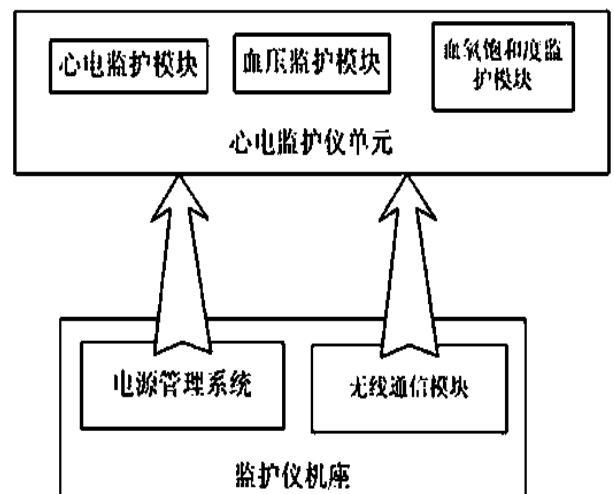 心电监护模块
血压监护模块
血氧饱和度监
护模块
心电监护仪单元
电源管理系统
无线通信模块
监护仪机座